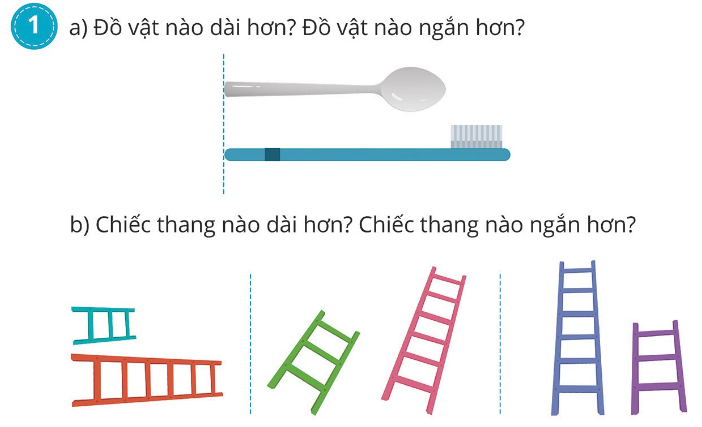 1 a) Đồ vật nào dài hơn? Đồ vật nào ngắn hơn?
b) Chiếc thang nào dài hơn? Chiếc thang nào ngắn hơn?